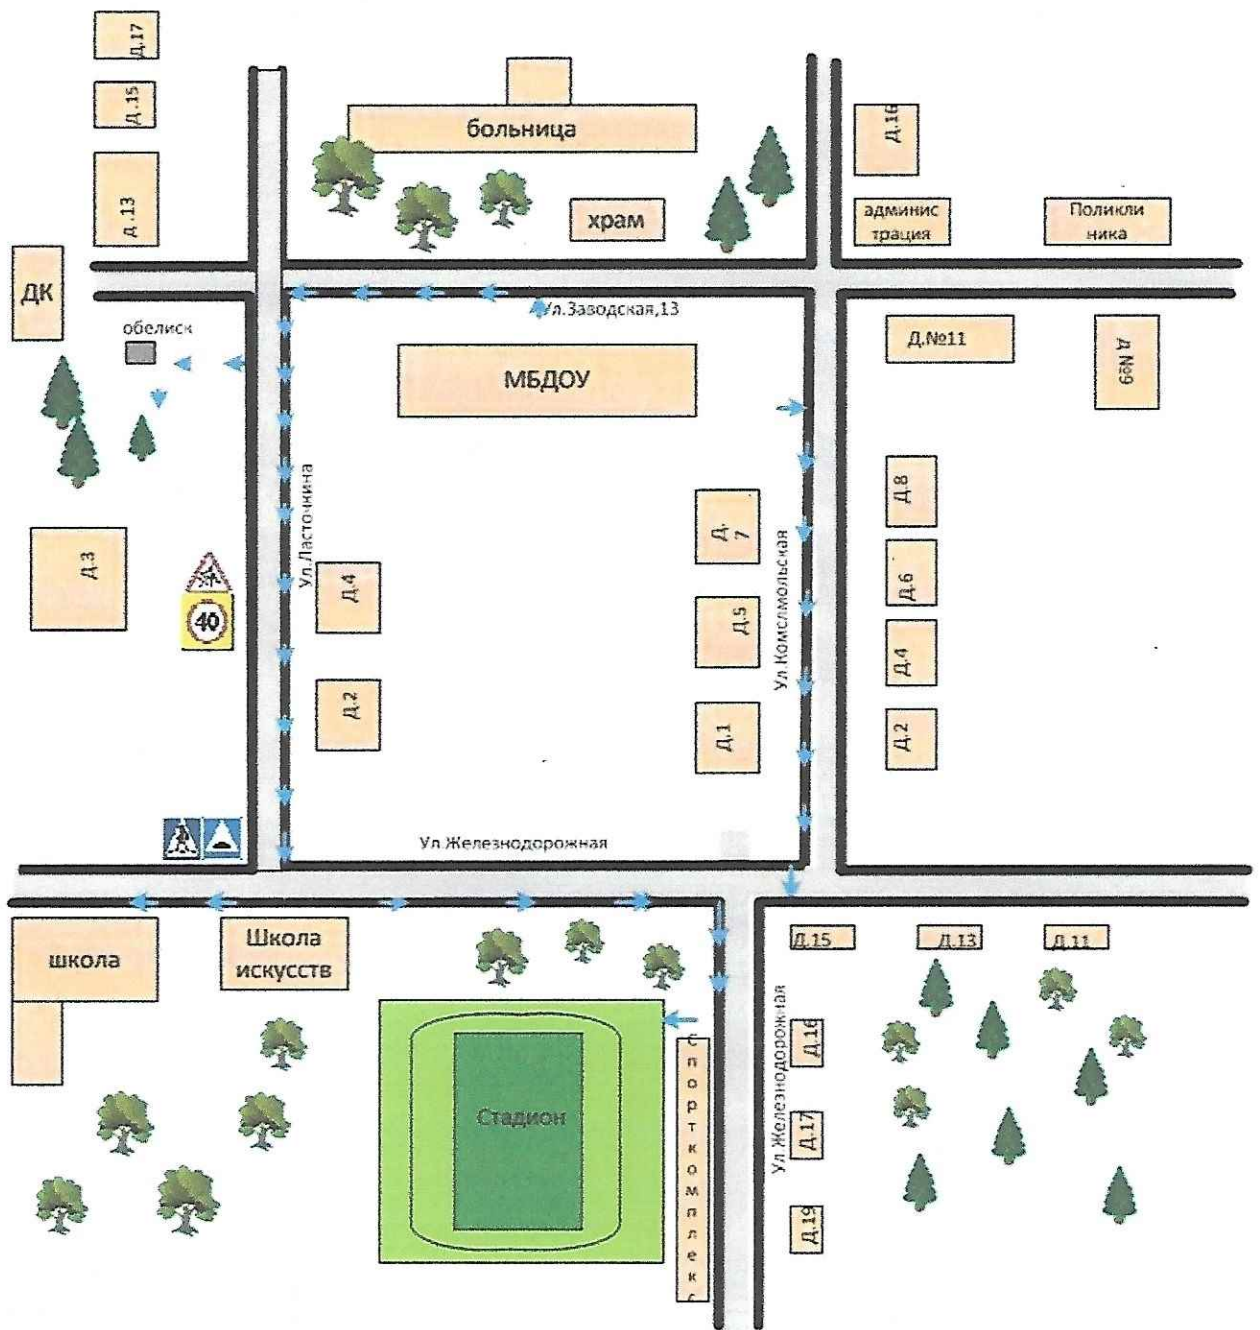 Д.17
Д.15
больница
Д.16
д.13
храм
админис
трация
Поликли
ника
ДК
обелиск
Ул.Заводская,13
Д.№11
Д №9
МБДОУ
Ул.Ласточкина
Д.7
Ул.Комслмольская
Д.8
Д.3
Д.4
Д.6
40
Д.5
Д.4
Д.2
Д.1
Д.2
Ул.Железнодорожная
школа
Школа
искусств
Д.15
Д.13
Д.11
Ул Железнодорожная
Д.16
Стадион
Спорткомплекс
Д.17
Д.19